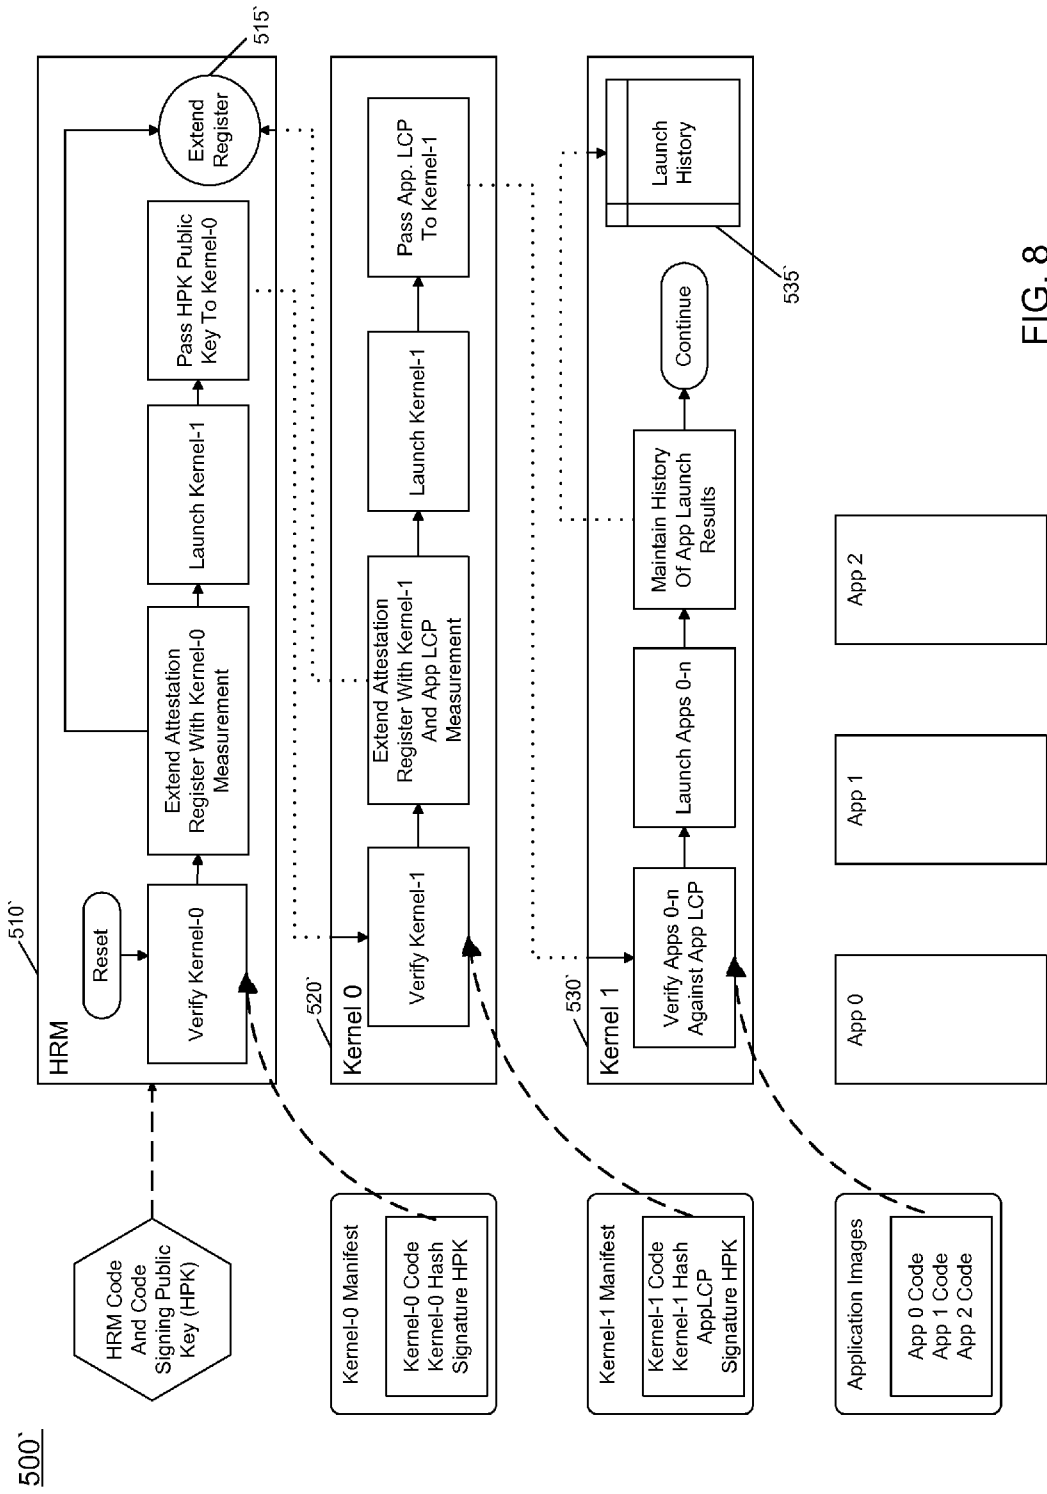 500`
HRM Code
And Code
Signing Public
Key (HPK)
510`
HRM
Reset
Verify Kernel-0
Extend Attestation
Register With Kernel-0
Measurement
Launch Kernel-1
Pass HPK Public
Key To Kernel-0
Extend
Register
515`
Kernel-0 Manifest
Kernel-0 Code
Kernel-0 Hash
Signature HPK
520`
Kernel 0
Verify Kernel-1
Extend Attestation
Register With Kernel-1
And App LCP
Measurement
Launch Kernel-1
Pass App. LCP
To Kernel-1
Kernel-1 Manifest
Kernel-1 Code
Kernel-1 Hash
AppLCP
Signature HPK
530`
Kernel 1
Verify Apps 0-n
Against App LCP
Launch Apps 0-n
Maintain History
Of App Launch
Results
Continue
Launch
History
535`
Application Images
App 0 Code
App 1 Code
App 2 Code
App 0
App 1
App 2
FIG. 8